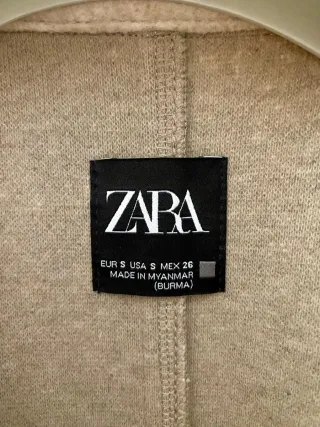 ZARA
EUR S USA S MEX 26
MADE IN MYANMAR
(BURMA)